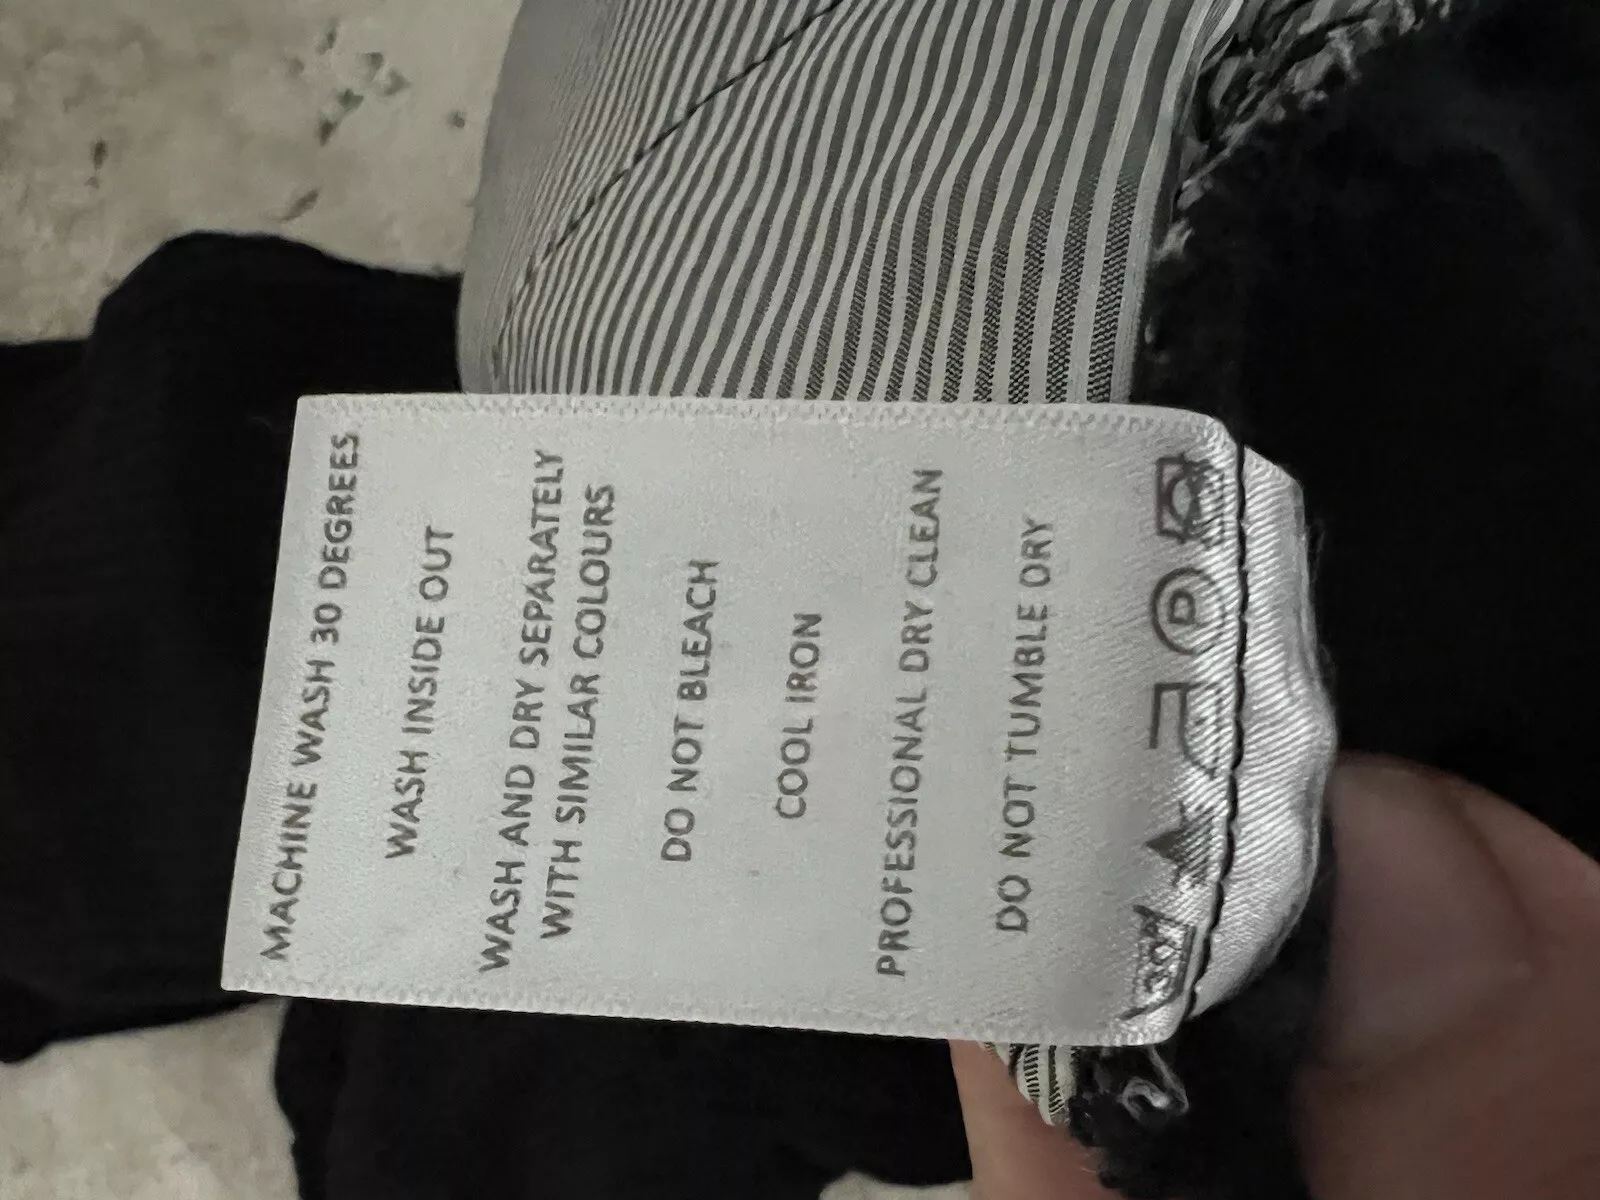 MACHINE WASH 30 DEGREES
WASH INSIDE OUT
WASH AND DRY SEPARATELY
WITH SIMILAR COLOURS
DO NOT BLEACH
COOL IRON
PROFESSIONAL DRY CLEAN
DO NOT TUMBLE DRY
30° P